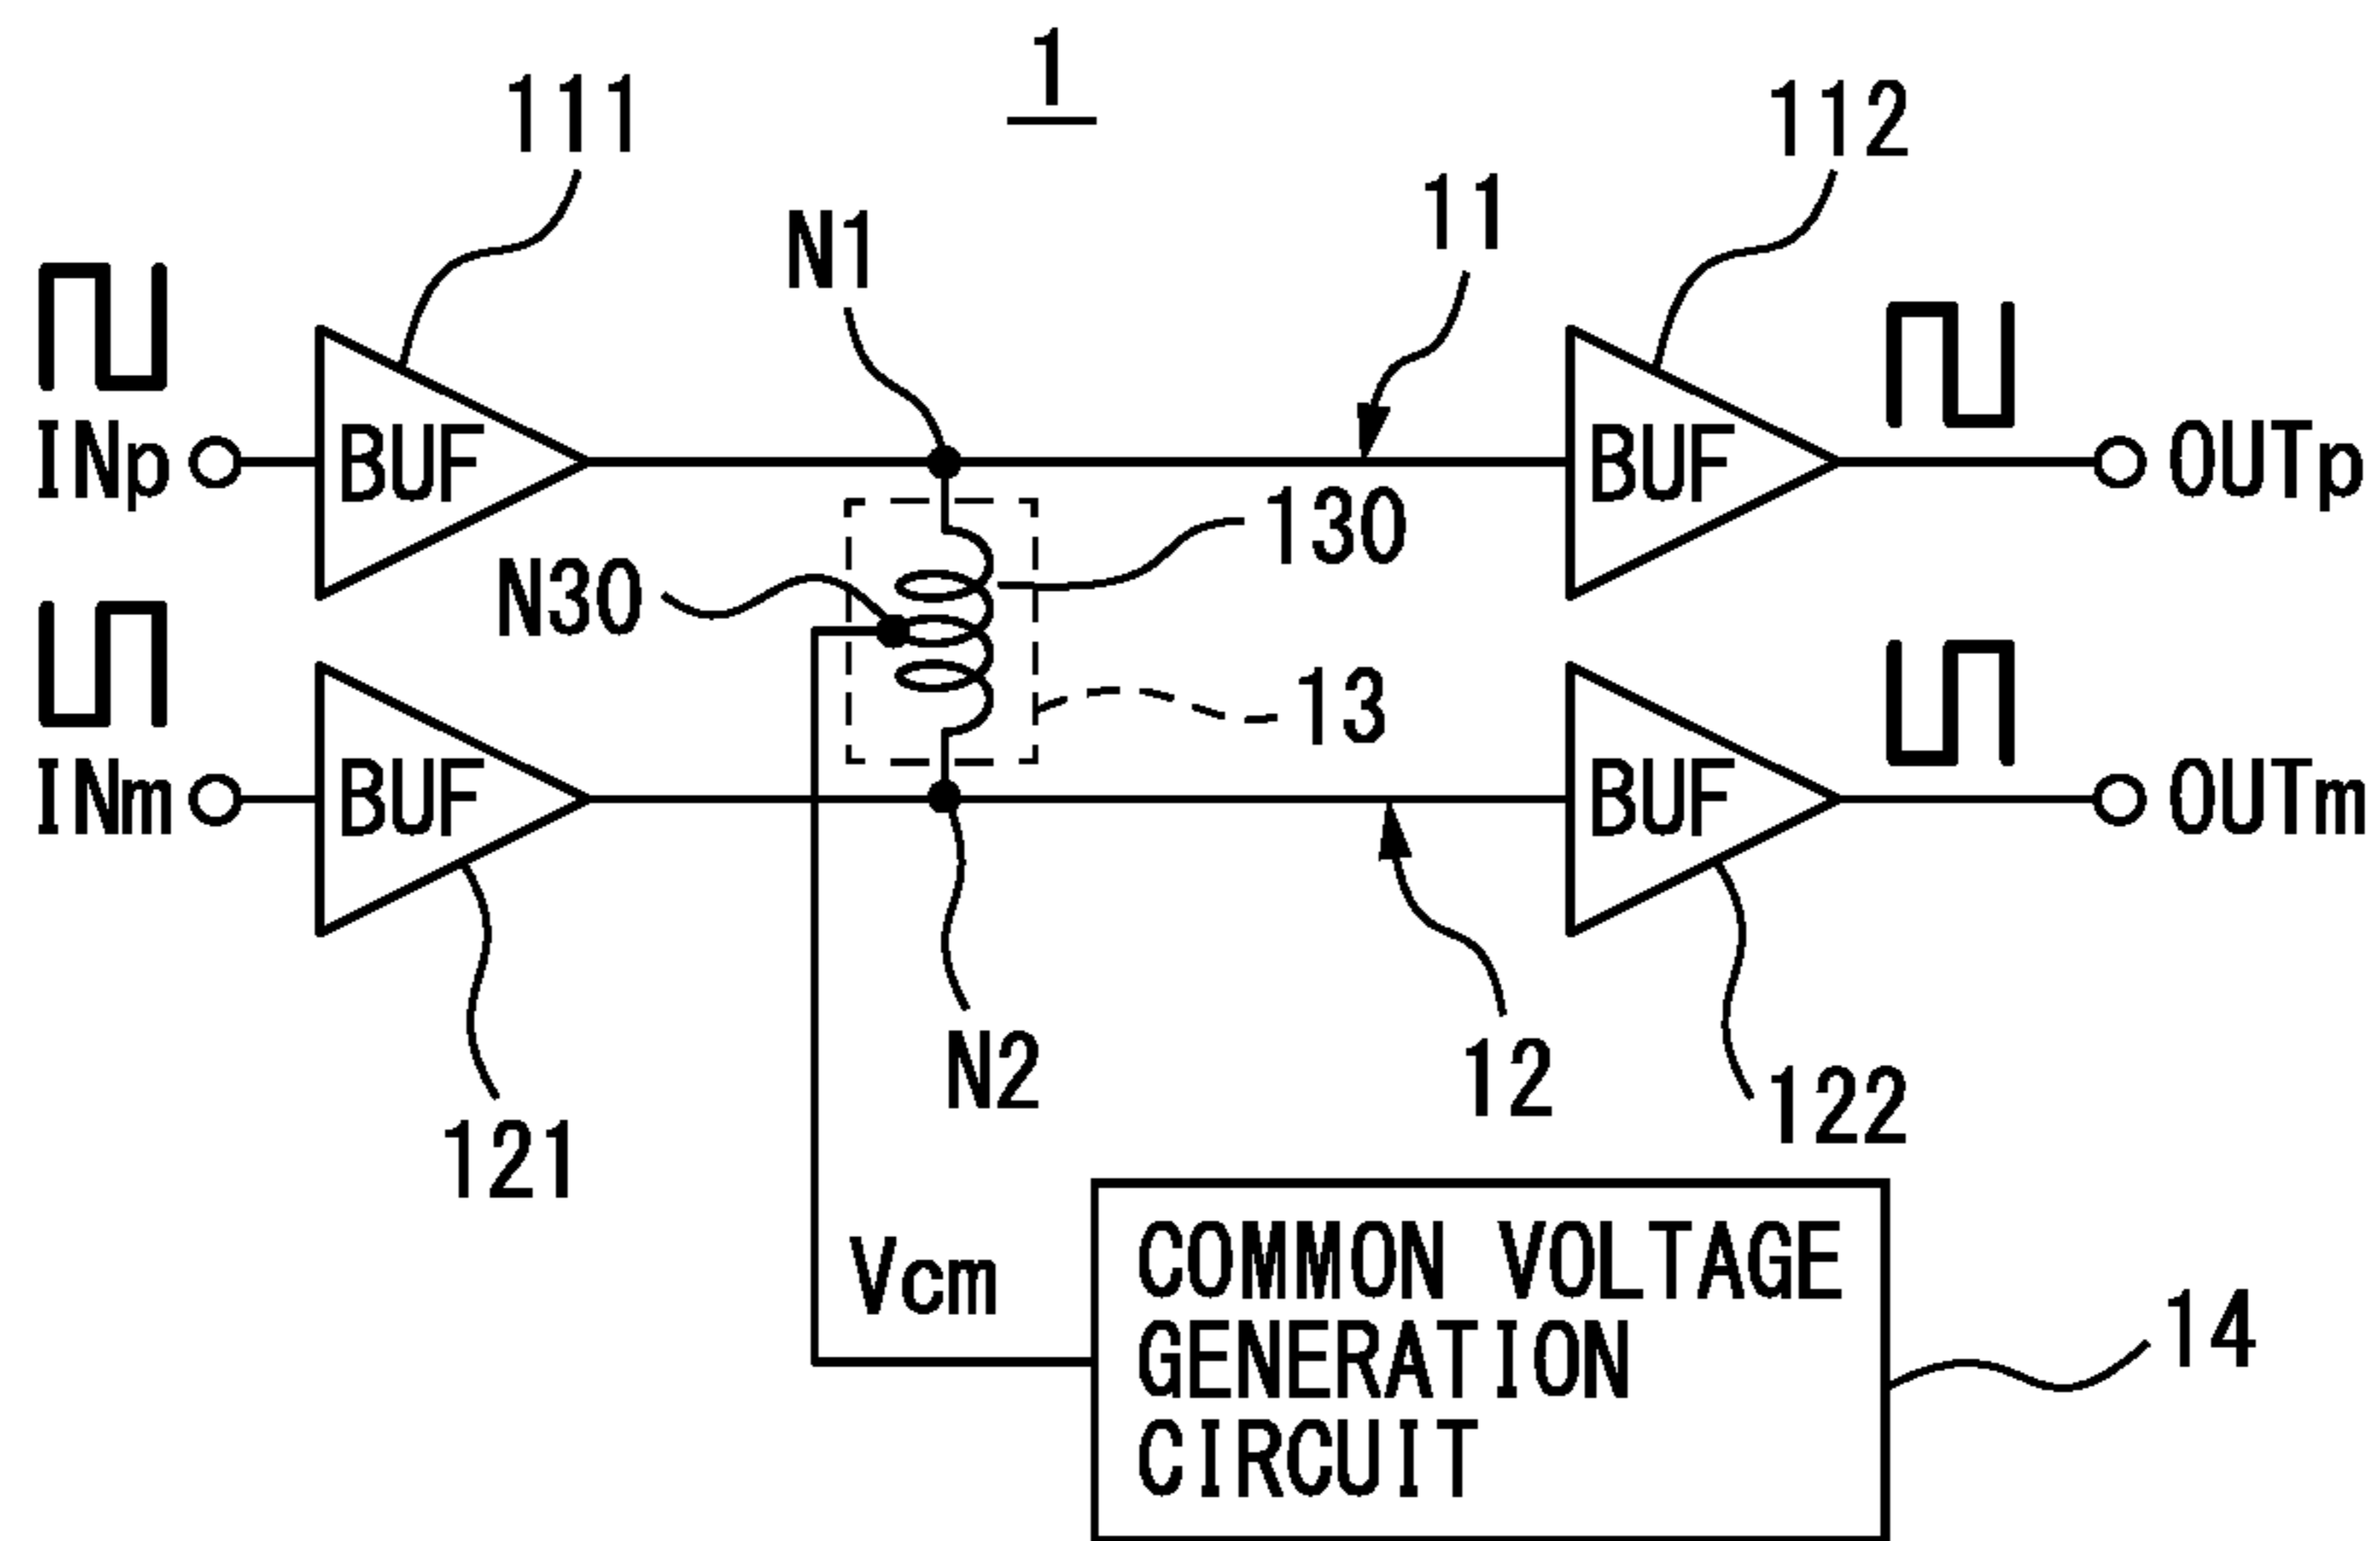 1
111
112
N1
11
INp
BUF
BUF
OUTp
130
N30
13
INm
BUF
BUF
OUTm
N2
12
121
122
Vcm
COMMON VOLTAGE
GENERATION
CIRCUIT
14